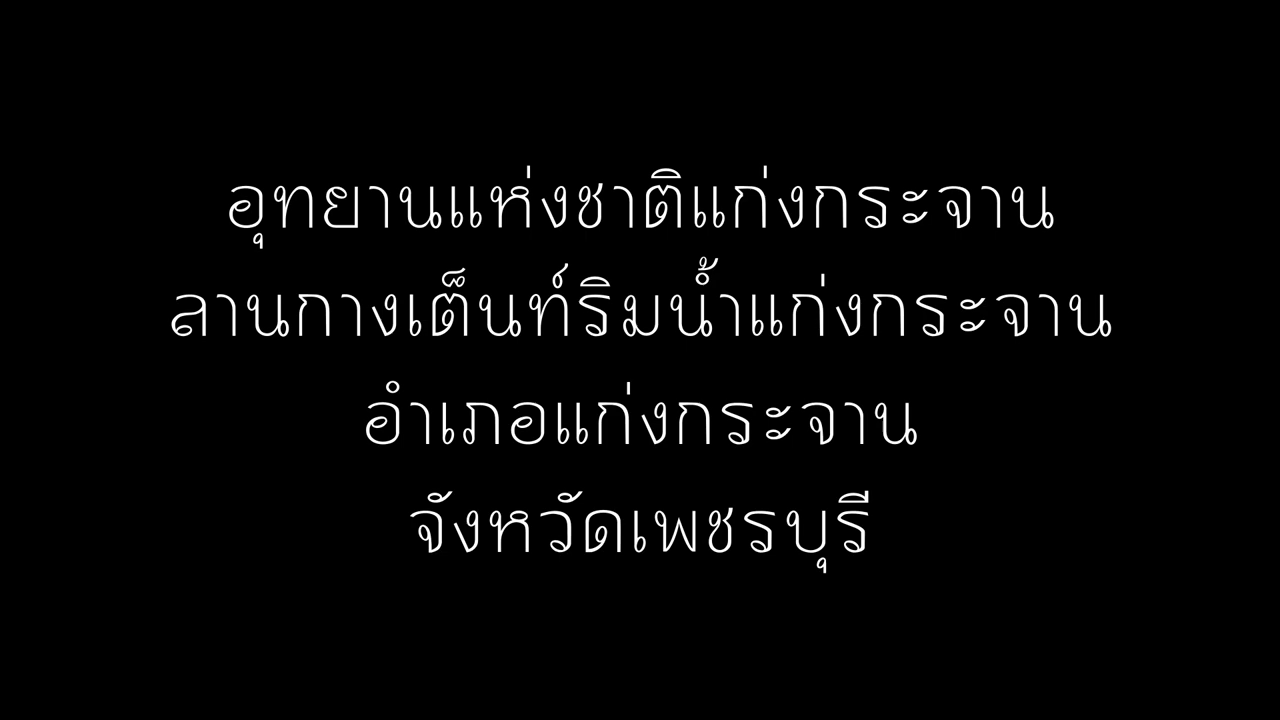 อุทยานแห่งชาติแก่งกระจาน
ลานกางเต็นท์ริมน้ำแก่งกระจาน
อำเภอแก่งกระจาน
จังหวัดเพชรบุรี